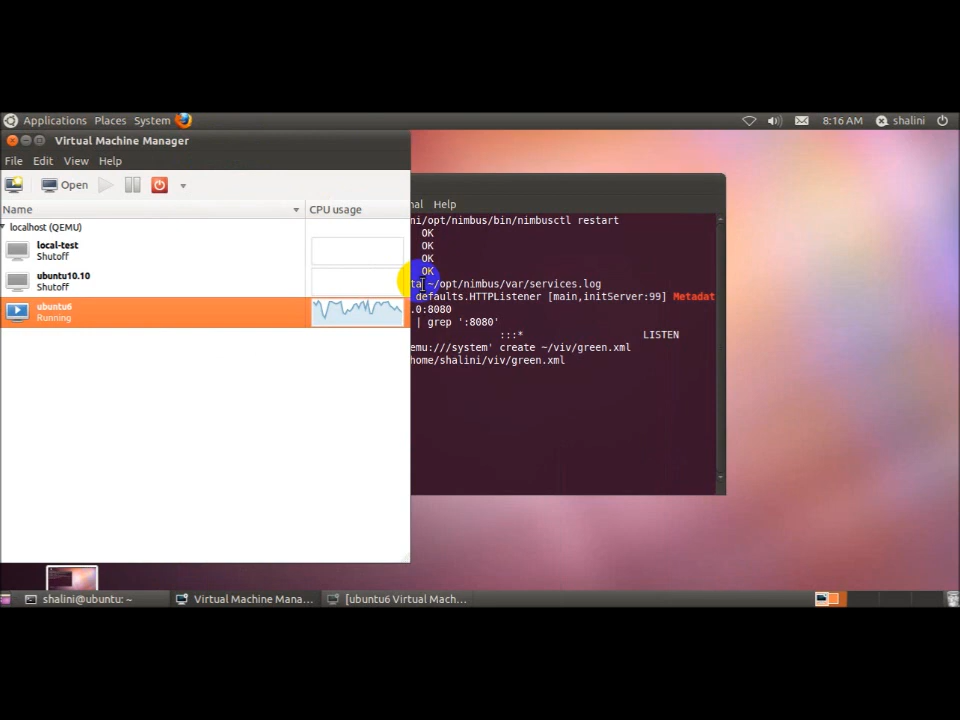 Applications Places System 8:16 AM shalini
Virtual Machine Manager
File Edit View Help
Open
Name CPU usage
localhost (QEMU)
local-test
Shutoff
ubuntu10.10
Shutoff
ubuntu6
Running
nal Help
ni/opt/nimbus/bin/nimbusctl restart
OK
OK
OK
OK
ta ~/opt/nimbus/var/services.log
defaults.HTTPListener [main,initServer:99] Metadat
.0:8080
| grep ':8080'
:::* LISTEN
emu:///system' create ~/viv/green.xml
home/shalini/viv/green.xml
shalini@ubuntu: ~ Virtual Machine Mana... [ubuntu6 Virtual Mach...